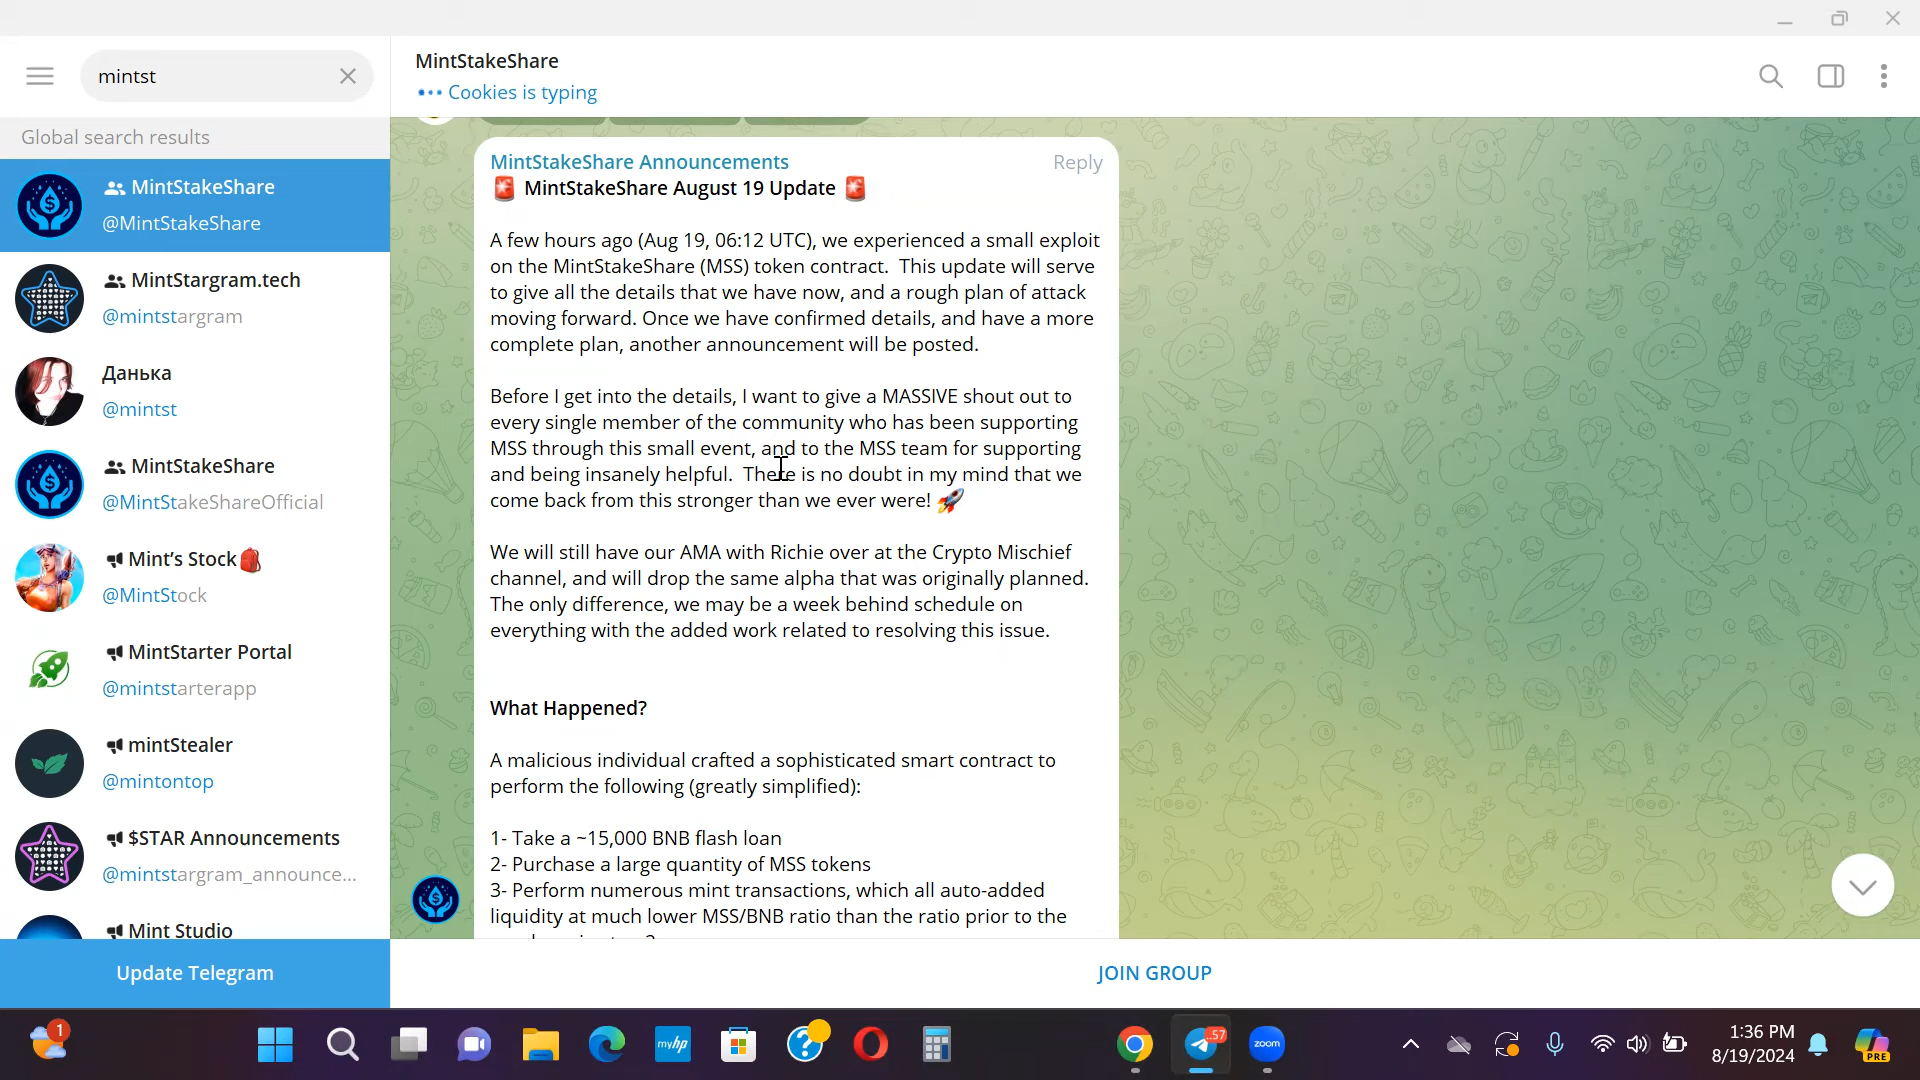 mintst
Global search results
MintStakeShare
@MintStakeShare
MintStargram.tech
@mintstargram
Данька
@mintst
MintStakeShare
@MintStakeShareOfficial
Mint’s Stock
@MintStock
MintStarter Portal
@mintstarterapp
mintStealer
@mintontop
$STAR Announcements
@mintstargram_announce...
Mint Studio
Update Telegram
MintStakeShare
Cookies is typing
MintStakeShare Announcements
Reply
MintStakeShare August 19 Update
A few hours ago (Aug 19, 06:12 UTC), we experienced a small exploit
on the MintStakeShare (MSS) token contract.  This update will serve
to give all the details that we have now, and a rough plan of attack
moving forward. Once we have confirmed details, and have a more
complete plan, another announcement will be posted.
Before I get into the details, I want to give a MASSIVE shout out to
every single member of the community who has been supporting
MSS through this small event, and to the MSS team for supporting
and being insanely helpful.  There is no doubt in my mind that we
come back from this stronger than we ever were!
We will still have our AMA with Richie over at the Crypto Mischief
channel, and will drop the same alpha that was originally planned.
The only difference, we may be a week behind schedule on
everything with the added work related to resolving this issue.
What Happened?
A malicious individual crafted a sophisticated smart contract to
perform the following (greatly simplified):
1- Take a ~15,000 BNB flash loan
2- Purchase a large quantity of MSS tokens
3- Perform numerous mint transactions, which all auto-added
liquidity at much lower MSS/BNB ratio than the ratio prior to the
JOIN GROUP
1
myhp
..57
zoom
1:36 PM
8/19/2024
PRE